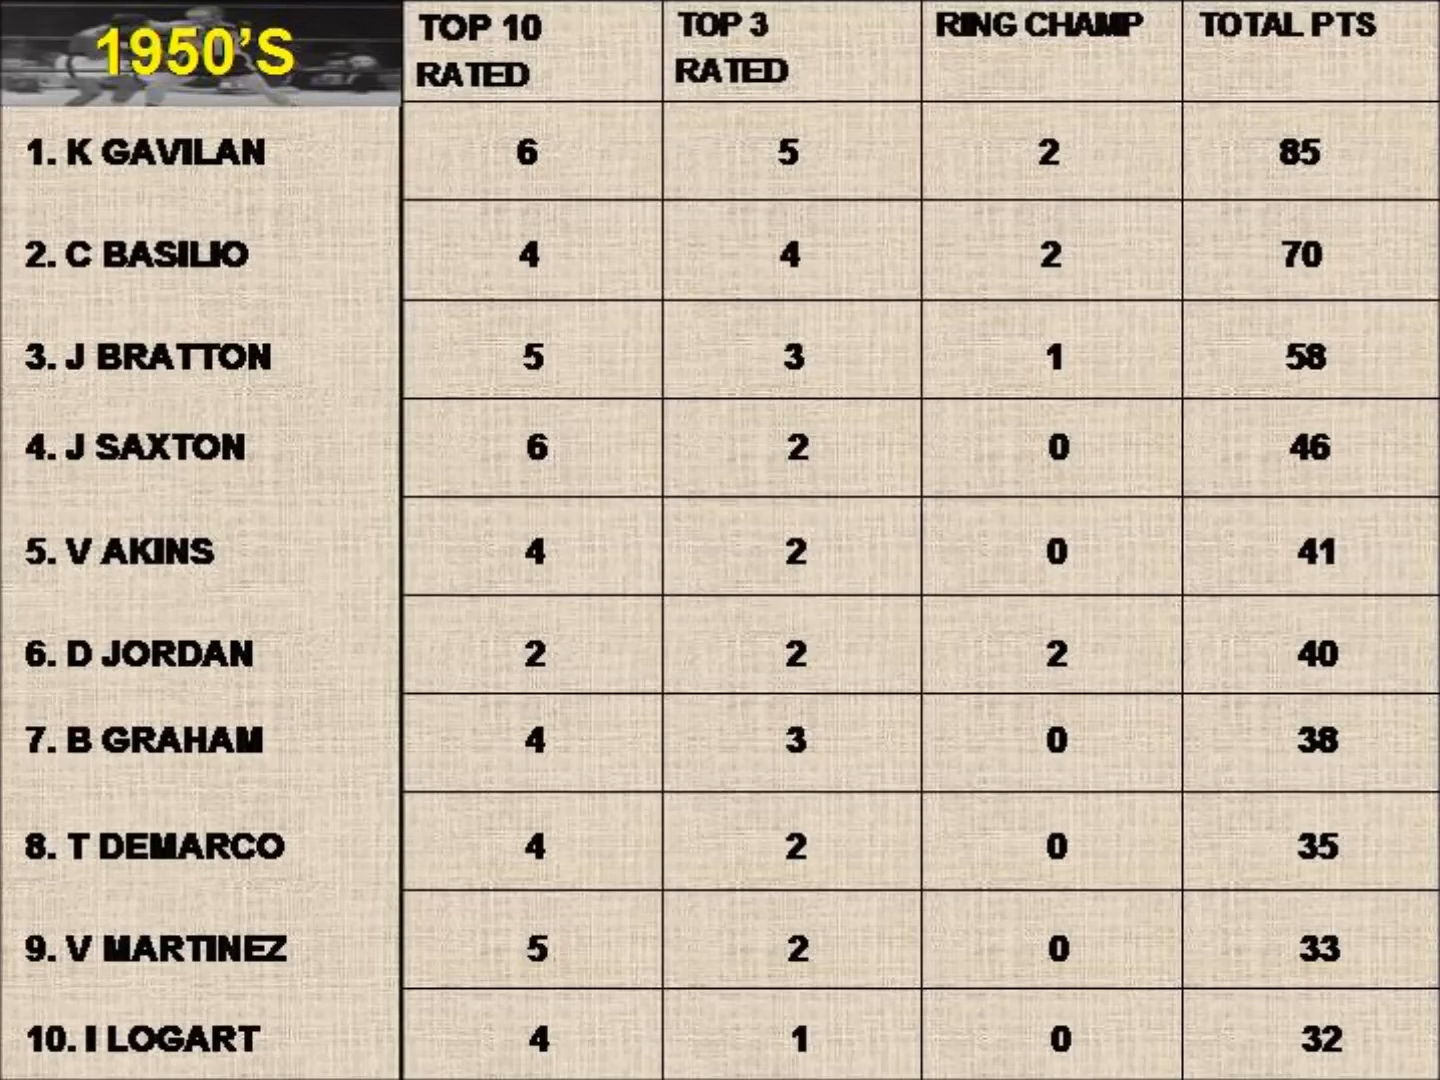 1950'S
TOP 10 RATED
TOP 3 RATED
RING CHAMP
TOTAL PTS
1. K GAVILAN 6 5 2 85
2. C BASILIO 4 4 2 70
3. J BRATTON 5 3 1 58
4. J SAXTON 6 2 0 46
5. V AKINS 4 2 0 41
6. D JORDAN 2 2 2 40
7. B GRAHAM 4 3 0 38
8. T DEMARCO 4 2 0 35
9. V MARTINEZ 5 2 0 33
10. I LOGART 4 1 0 32